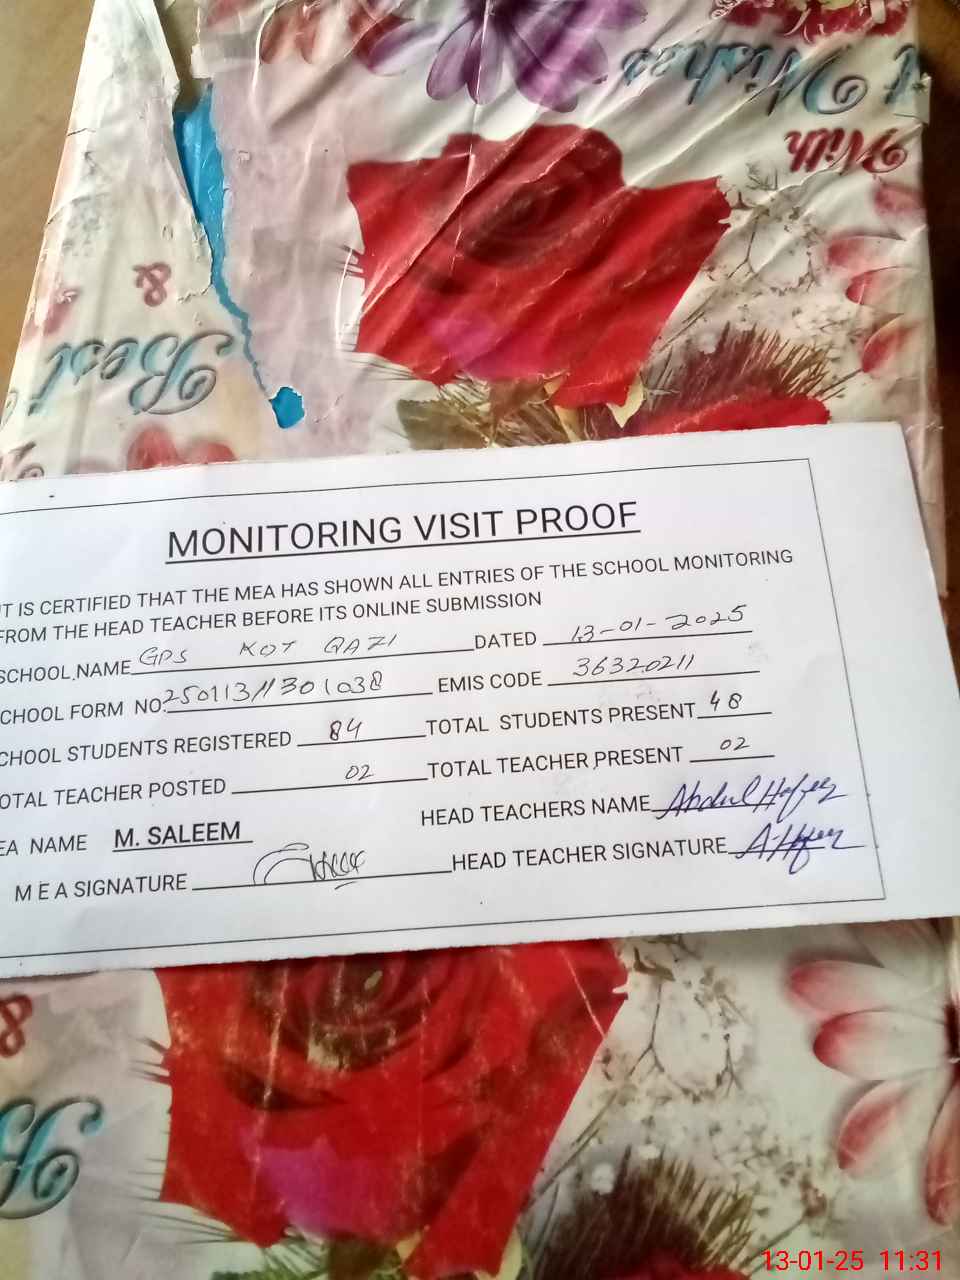 t Wishes
With
&
Best
MONITORING VISIT PROOF
IT IS CERTIFIED THAT THE MEA HAS SHOWN ALL ENTRIES OF THE SCHOOL MONITORING
FROM THE HEAD TEACHER BEFORE ITS ONLINE SUBMISSION
SCHOOL NAME GPS KOT QAZI DATED 13-01-2025
CHOOL FORM NO: 25011311301038 EMIS CODE 36320211
CHOOL STUDENTS REGISTERED 84 TOTAL STUDENTS PRESENT 48
OTAL TEACHER POSTED 02 TOTAL TEACHER PRESENT 02
EA NAME M. SALEEM HEAD TEACHERS NAME Abdul Hafeez
M E A SIGNATURE HEAD TEACHER SIGNATURE
&
13-01-25 11:31